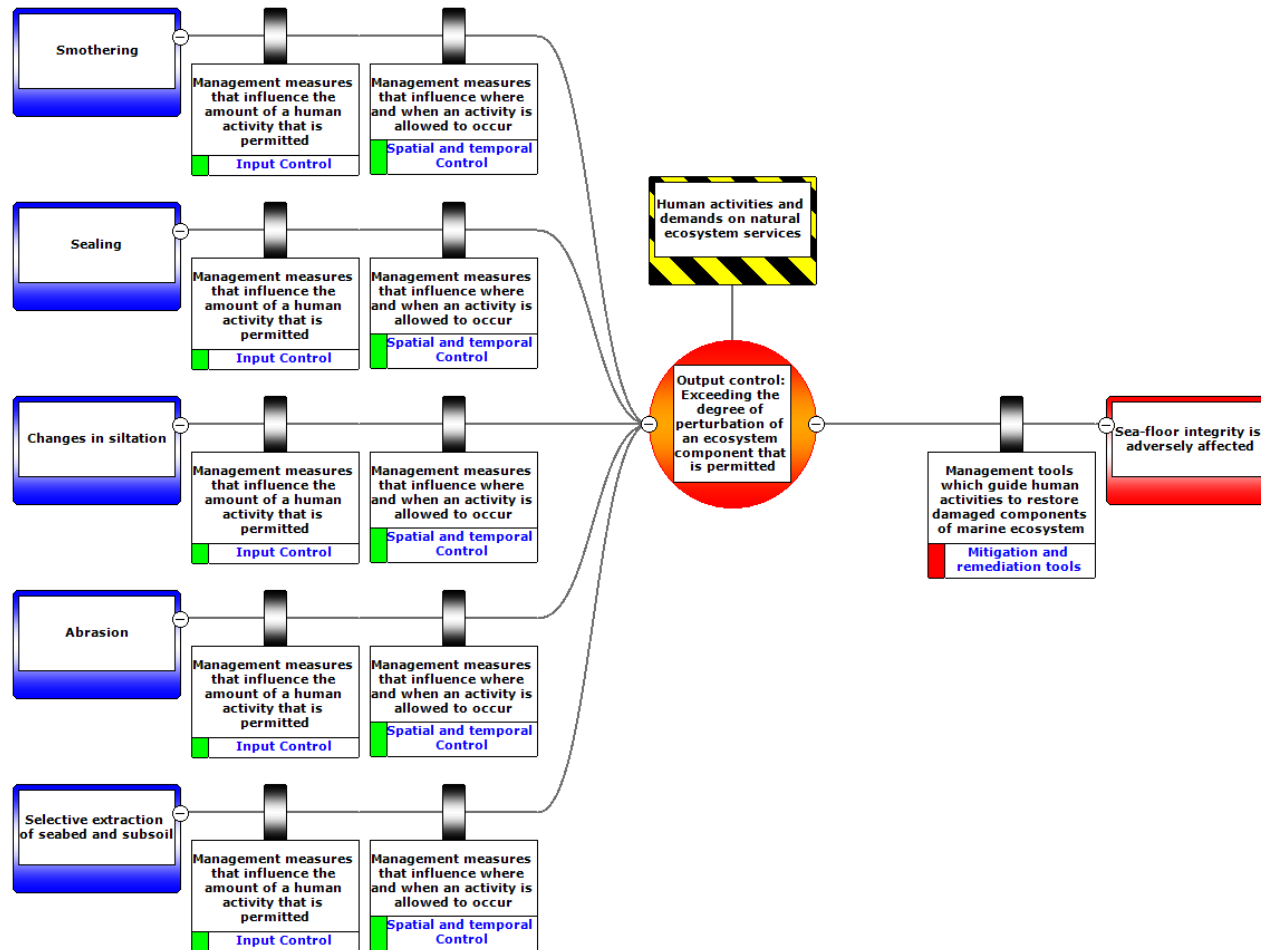 Smothering
Management measures
that influence the
amount of a human
activity that is
permitted
Input Control
Management measures
that influence where
and when an activity is
allowed to occur
Spatial and temporal
Control
Sealing
Management measures
that influence the
amount of a human
activity that is
permitted
Input Control
Management measures
that influence where
and when an activity is
allowed to occur
Spatial and temporal
Control
Changes in siltation
Management measures
that influence the
amount of a human
activity that is
permitted
Input Control
Management measures
that influence where
and when an activity is
allowed to occur
Spatial and temporal
Control
Abrasion
Management measures
that influence the
amount of a human
activity that is
permitted
Input Control
Management measures
that influence where
and when an activity is
allowed to occur
Spatial and temporal
Control
Selective extraction
of seabed and subsoil
Management measures
that influence the
amount of a human
activity that is
permitted
Input Control
Management measures
that influence where
and when an activity is
allowed to occur
Spatial and temporal
Control
Human activities and
demands on natural
ecosystem services
Output control:
Exceeding the
degree of
perturbation of
an ecosystem
component that
is permitted
Management tools
which guide human
activities to restore
damaged components
of marine ecosystem
Mitigation and
remediation tools
Sea-floor integrity is
adversely affected